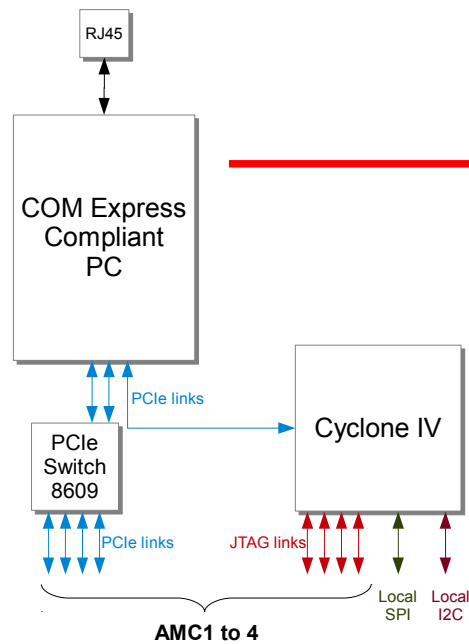 RJ45
COM Express
Compliant
PC
PCIe links
PCIe
Switch
8609
Cyclone IV
PCIe links
JTAG links
Local
SPI
Local
I2C
AMC1 to 4